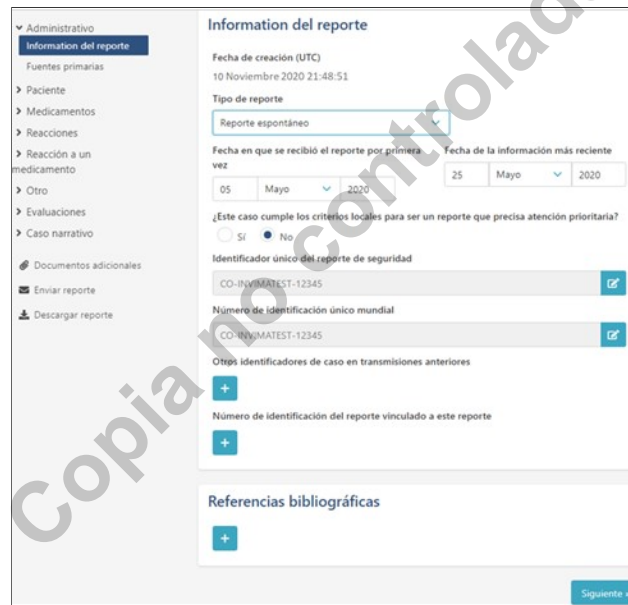 Administrativo
Information del reporte
Fuentes primarias
Paciente
Medicamentos
Reacciones
Reacción a un
medicamento
Otro
Evaluaciones
Caso narrativo
Documentos adicionales
Enviar reporte
Descargar reporte
Information del reporte
Fecha de creación (UTC)
10 Noviembre 2020 21:48:51
Tipo de reporte
Reporte espontáneo
Fecha en que se recibió el reporte por primera
vez
05 Mayo 2020
Fecha de la información más reciente
25 Mayo 2020
¿Este caso cumple los criterios locales para ser un reporte que precisa atención prioritaria?
Sí No
Identificador único del reporte de seguridad
CO-INVIMATEST-12345
Número de identificación único mundial
CO-INVIMATEST-12345
Otros identificadores de caso en transmisiones anteriores
+
Número de identificación del reporte vinculado a este reporte
+
Referencias bibliográficas
+
Siguiente
Copia no controlada